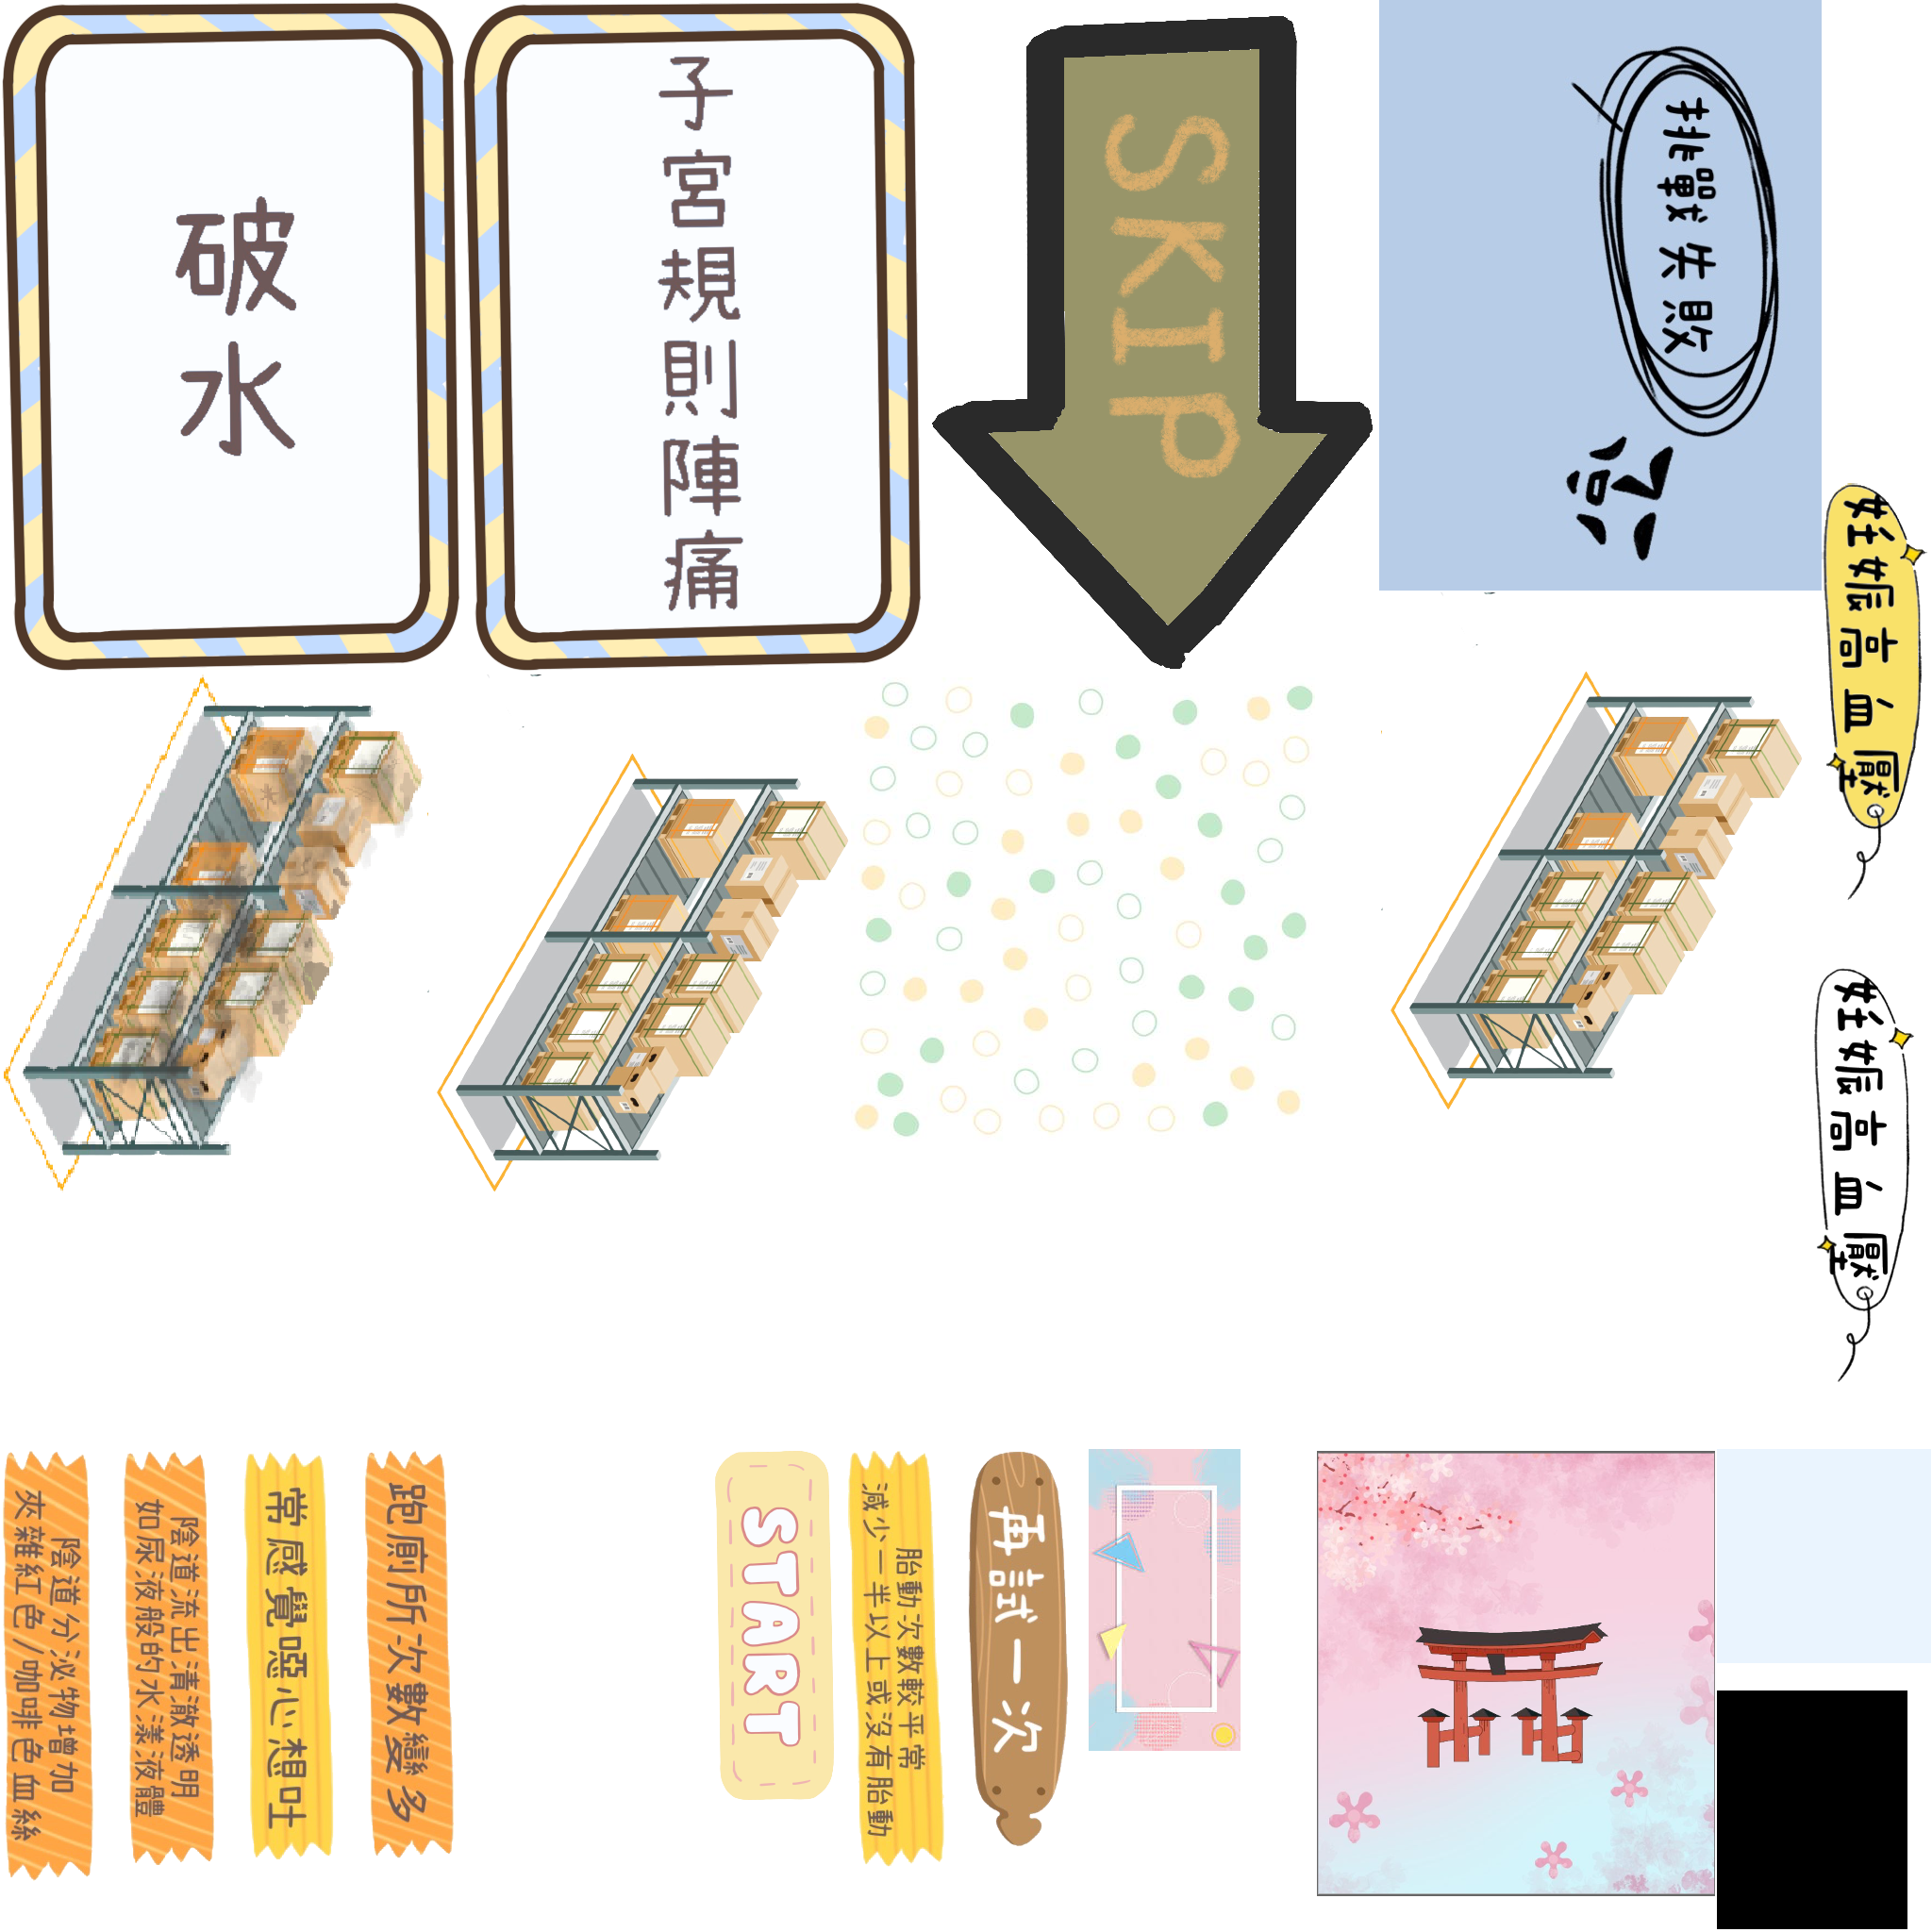 破水
子宮規則陣痛
SKIP
挑戰失敗
妊娠高血壓
妊娠高血壓
陰道分泌物增加
夾雜紅色/咖啡色血絲
陰道流出清澈透明
如尿液般的水漾液體
常感覺噁心想吐
跑廁所次數變多
START
胎動次數較平常
減少一半以上或沒有胎動
再試一次